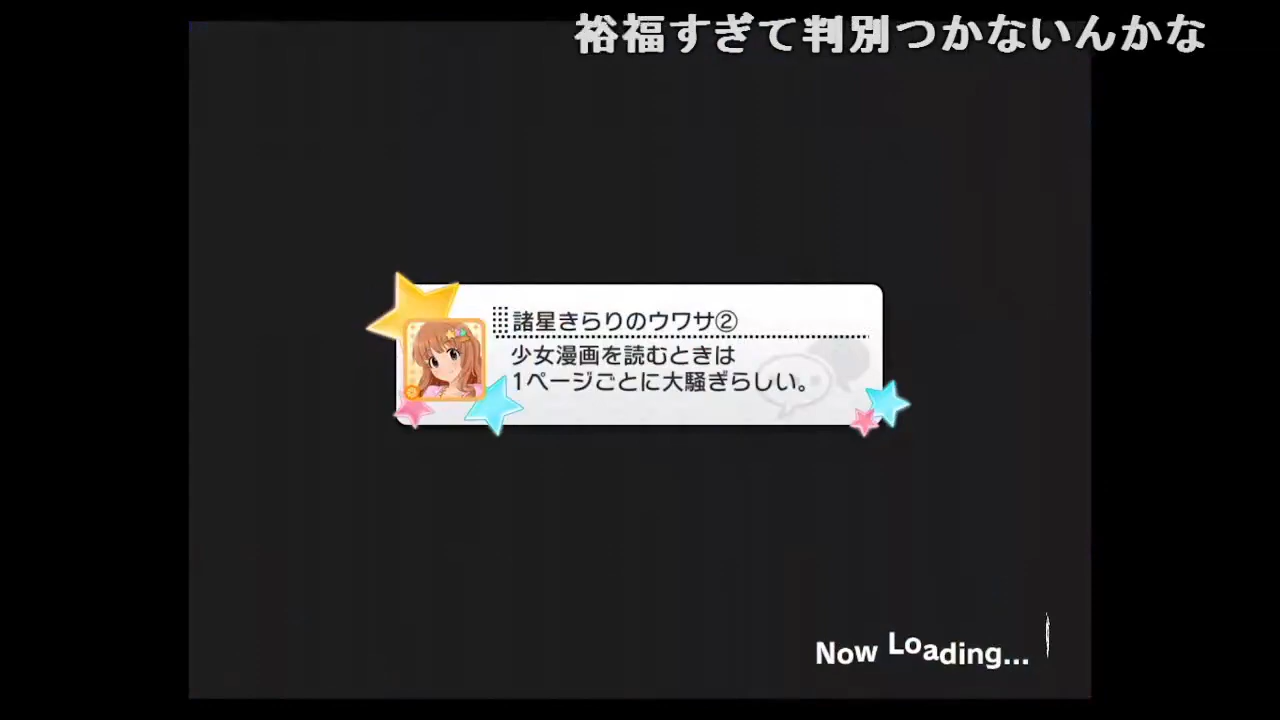 裕福すぎて判別つかないんかな
諸星きらりのウワサ②
少女漫画を読むときは
1ページごとに大騒ぎらしい。
Now Loading...